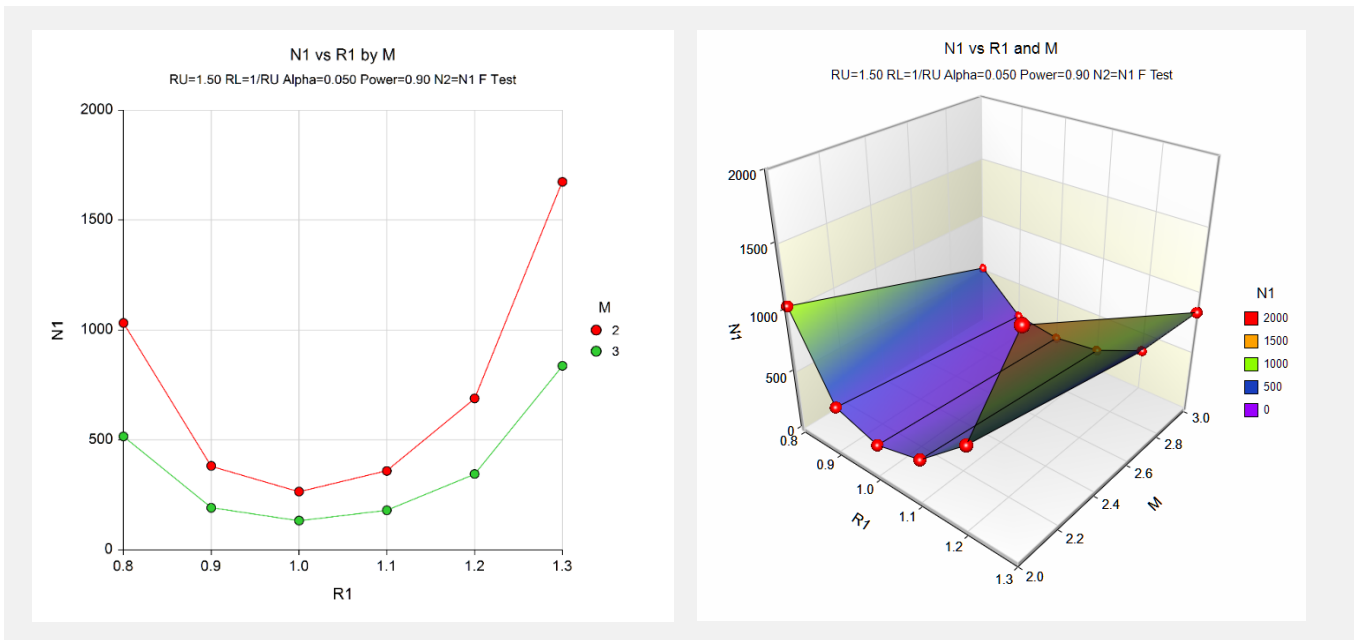 N1 vs R1 by M
RU=1.50 RL=1/RU Alpha=0.050 Power=0.90 N2=N1 F Test
2000
1500
1000
500
0
N1
0.8 0.9 1.0 1.1 1.2 1.3
R1
M
2
3
N1 vs R1 and M
RU=1.50 RL=1/RU Alpha=0.050 Power=0.90 N2=N1 F Test
2000
1500
1000
500
0
N1
0.8
0.9
1.0
1.1
1.2
1.3
R1
2.0
2.2
2.4
2.6
2.8
3.0
M
N1
2000
1500
1000
500
0